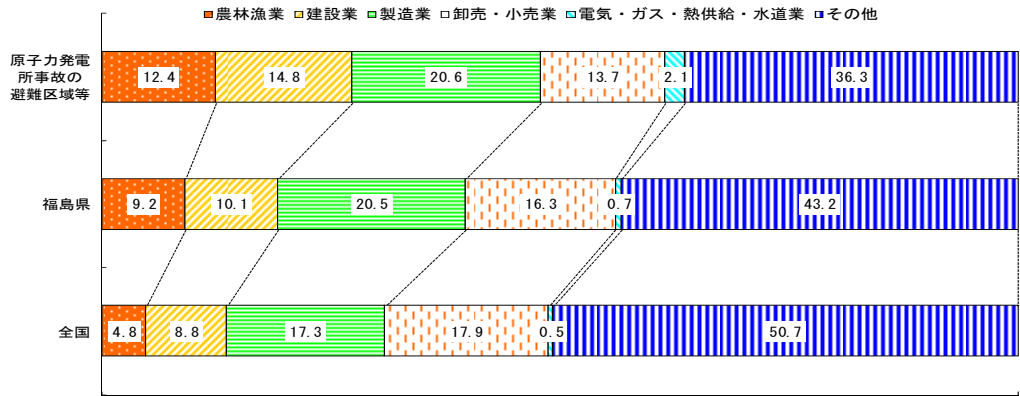 農林漁業 建設業 製造業 卸売・小売業 電気・ガス・熱供給・水道業 その他
原子力発電
所事故の
避難区域等
12.4 14.8 20.6 13.7 2.1 36.3
福島県
9.2 10.1 20.5 16.3 0.7 43.2
全国
4.8 8.8 17.3 17.9 0.5 50.7